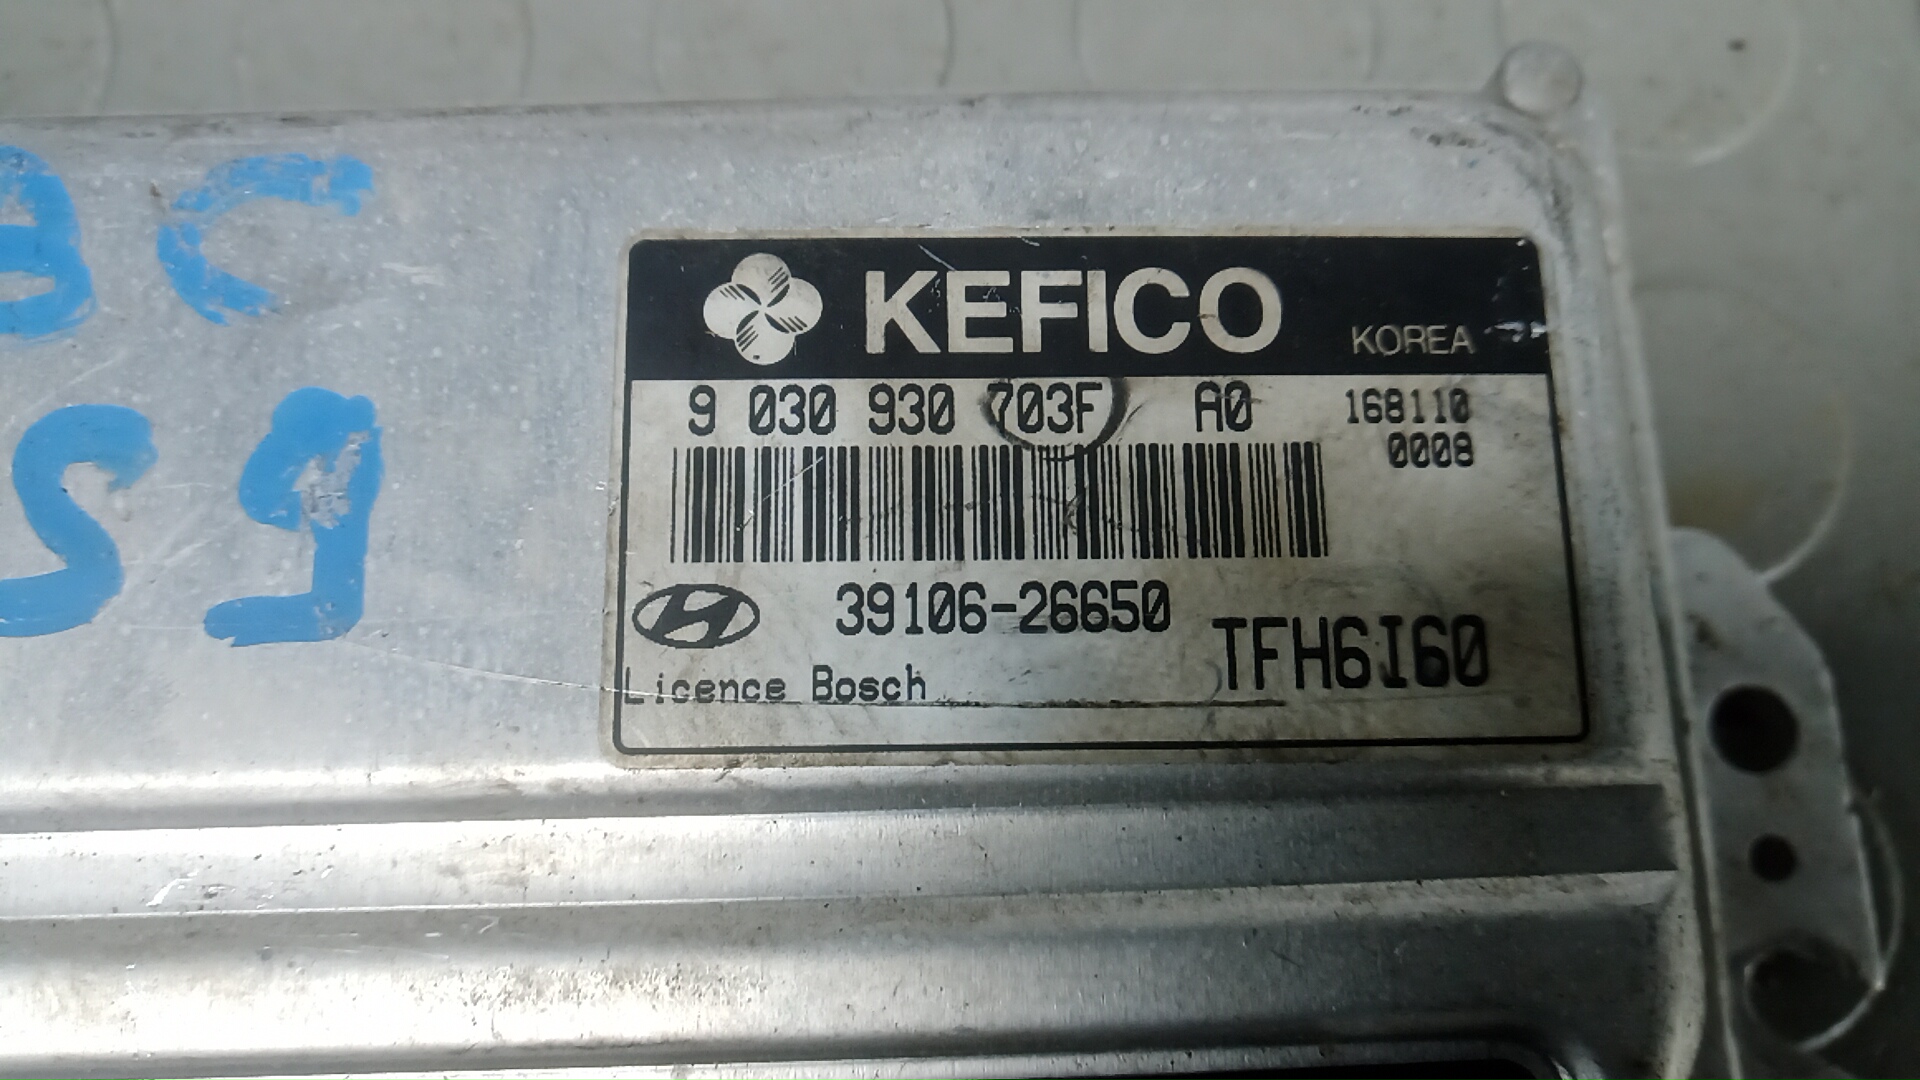 KEFICO KOREA
9 030 930 703F A0 168110
0008
39106-26650
TFH6I60
Licence Bosch